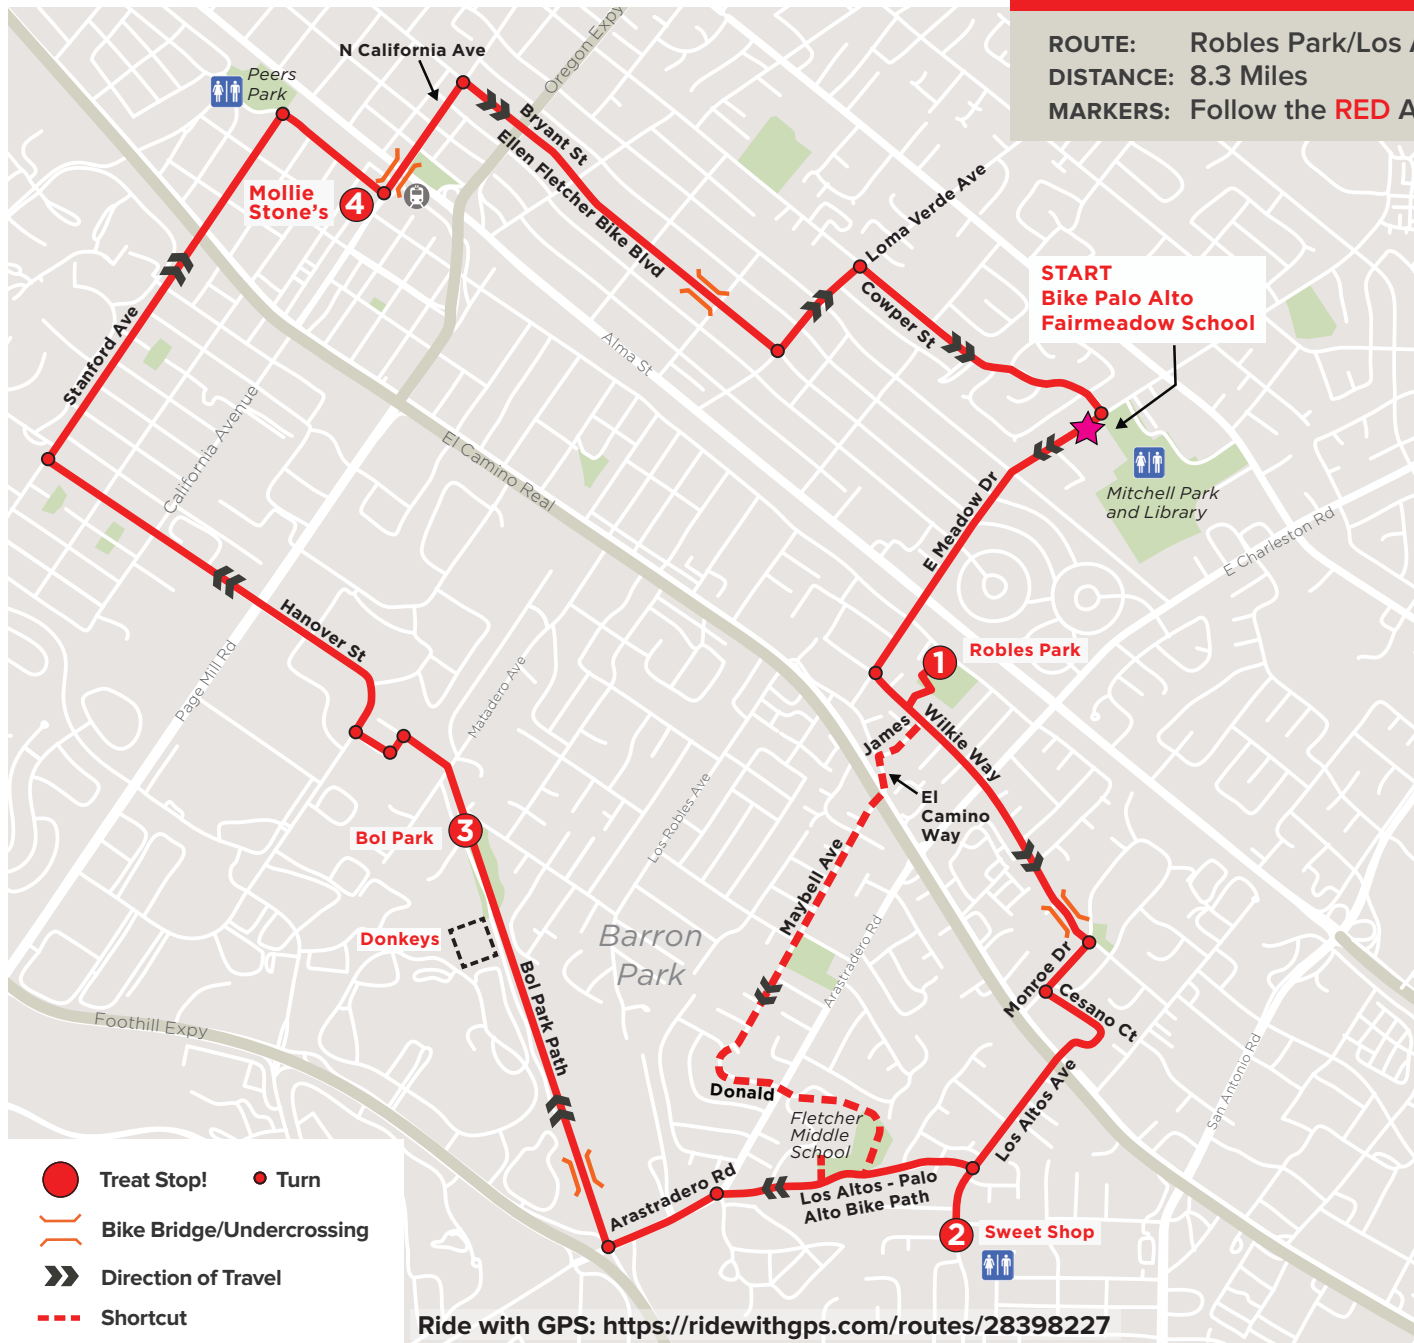 ROUTE: Robles Park/Los A
DISTANCE: 8.3 Miles
MARKERS: Follow the RED A
N California Ave
Oregon Expy
Peers
Park
Bryant St
Ellen Fletcher Bike Blvd
Mollie
Stone's
4
Loma Verde Ave
Cowper St
START
Bike Palo Alto
Fairmeadow School
Stanford Ave
Alma St
California Avenue
El Camino Real
E Meadow Dr
Mitchell Park
and Library
E Charleston Rd
Hanover St
Page Mill Rd
Matadero Ave
1
Robles Park
James
Wilkie Way
El
Camino
Way
Los Robles Ave
Bol Park
3
Maybell Ave
Arastradero Rd
Donkeys
Barron
Park
Bol Park Path
Monroe Dr
Cesano Ct
Foothill Expy
San Antonio Rd
Donald
Los Altos Ave
Fletcher
Middle
School
Arastradero Rd
Los Altos - Palo
Alto Bike Path
2
Sweet Shop
Treat Stop!
Turn
Bike Bridge/Undercrossing
Direction of Travel
Shortcut
Ride with GPS: https://ridewithgps.com/routes/28398227